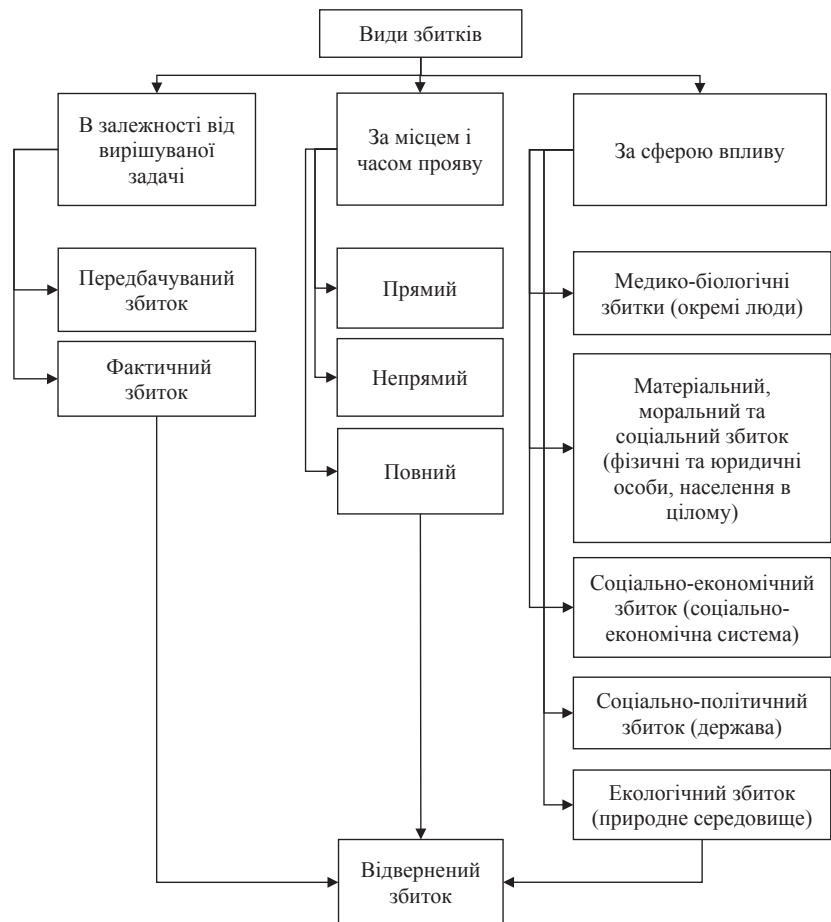 Види збитків
В залежності від
вирішуваної
задачі
Передбачуваний
збиток
Фактичний
збиток
За місцем і
часом прояву
Прямий
Непрямий
Повний
За сферою впливу
Медико-біологічні
збитки (окремі люди)
Матеріальний,
моральний та
соціальний збиток
(фізичні та юридичні
особи, населення в
цілому)
Соціально-економічний
збиток (соціально-
економічна система)
Соціально-політичний
збиток (держава)
Екологічний збиток
(природне середовище)
Відвернений
збиток